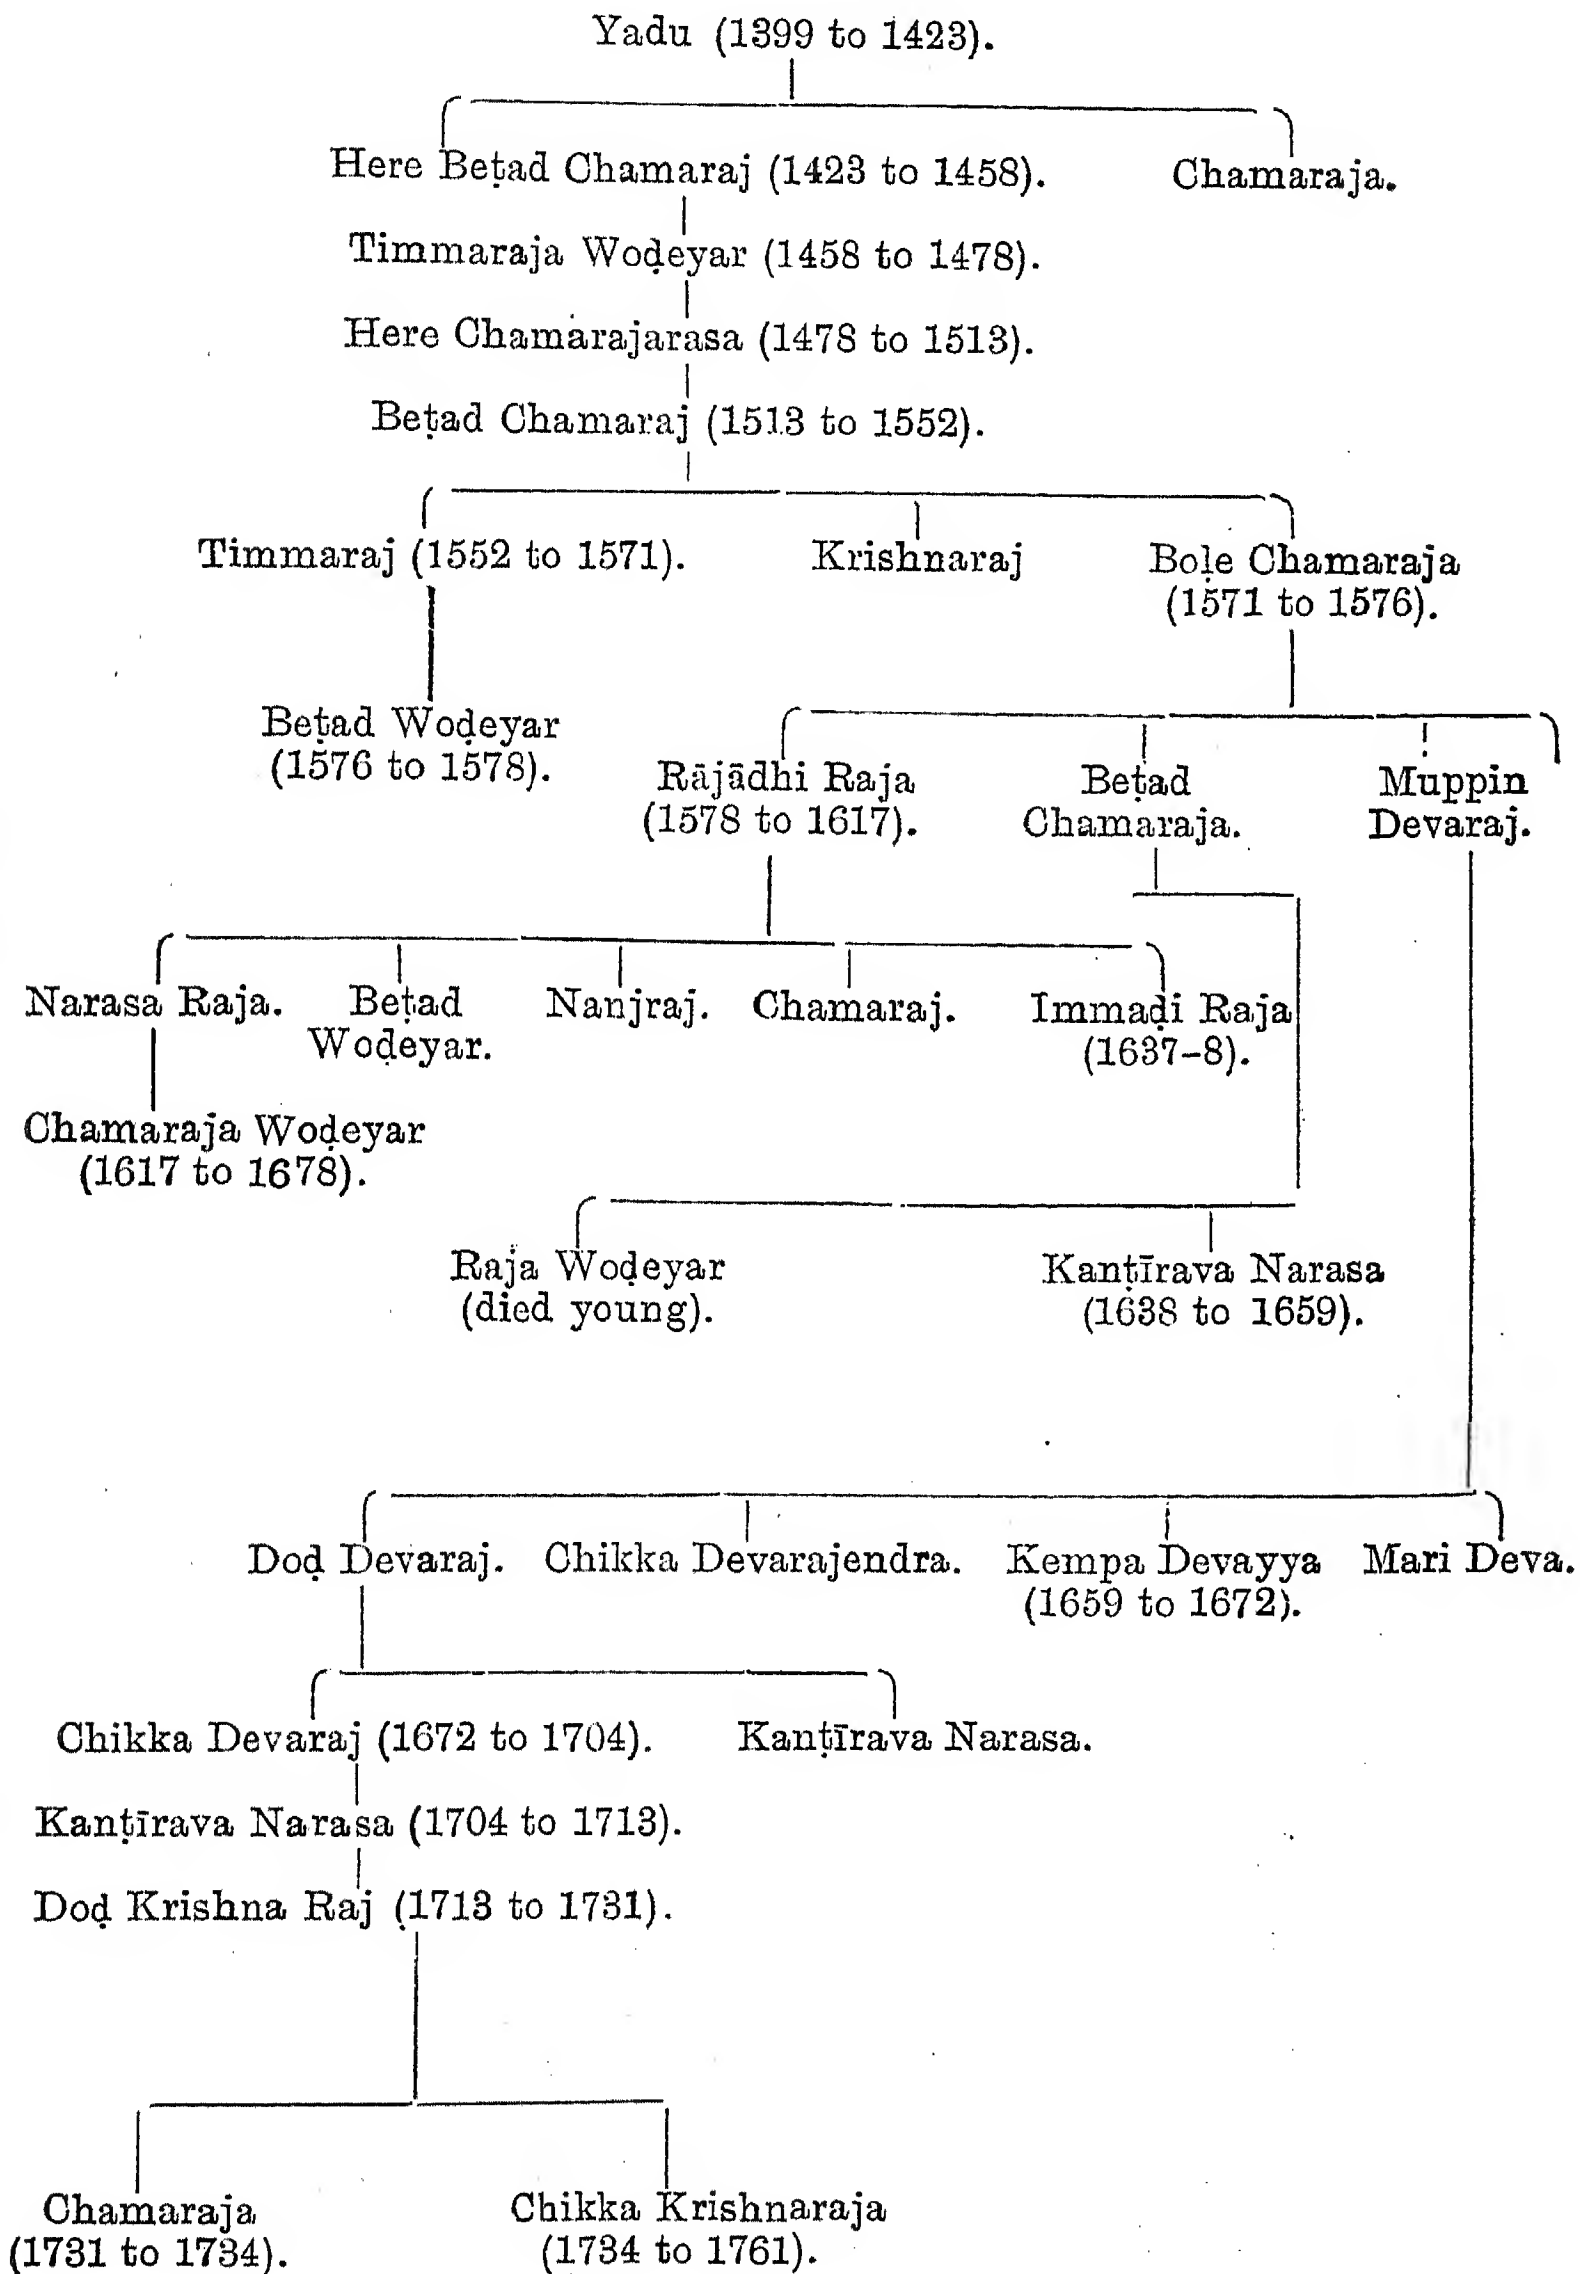 Yadu (1399 to 1423).
Here Beṭad Chamaraj (1423 to 1458). Chamaraja.
Timmaraja Woḍeyar (1458 to 1478).
Here Chamarajarasa (1478 to 1513).
Beṭad Chamaraj (1513 to 1552).
Timmaraj (1552 to 1571). Krishnaraj Boḷe Chamaraja
(1571 to 1576).
Beṭad Woḍeyar
(1576 to 1578).
Rājādhi Raja Beṭad Muppin
(1578 to 1617). Chamaraja. Devaraj.
Narasa Raja. Beṭad Nanjraj. Chamaraj. Immaḍi Raja
Woḍeyar. (1637-8).
Chamaraja Woḍeyar
(1617 to 1678).
Raja Woḍeyar Kaṇṭīrava Narasa
(died young). (1638 to 1659).
Doḍ Devaraj. Chikka Devarajendra. Kempa Devayya Mari Deva.
(1659 to 1672).
Chikka Devaraj (1672 to 1704). Kaṇṭīrava Narasa.
Kaṇṭīrava Narasa (1704 to 1713).
Doḍ Krishna Raj (1713 to 1731).
Chamaraja Chikka Krishnaraja
(1731 to 1734). (1734 to 1761).